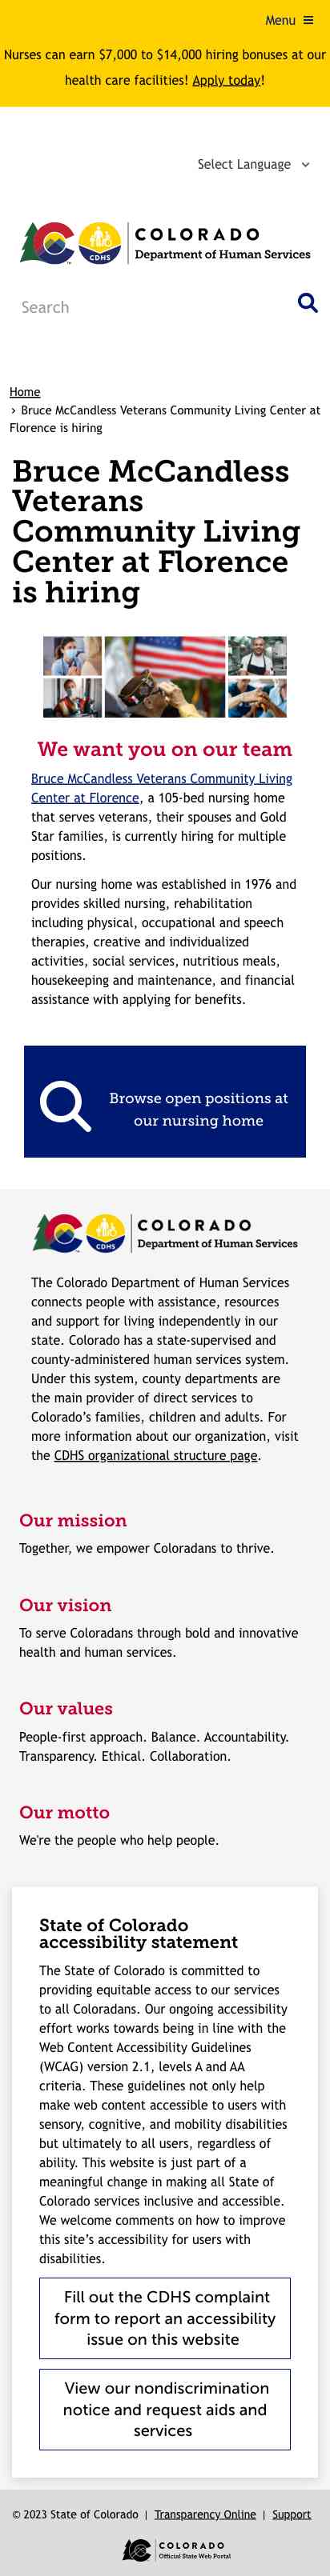 Menu
Nurses can earn $7,000 to $14,000 hiring bonuses at our
health care facilities! Apply today!
Select Language
COLORADO
CDHS
Department of Human Services
Search
Home
› Bruce McCandless Veterans Community Living Center at
Florence is hiring
Bruce McCandless
Veterans
Community Living
Center at Florence
is hiring
We want you on our team
Bruce McCandless Veterans Community Living
Center at Florence, a 105-bed nursing home
that serves veterans, their spouses and Gold
Star families, is currently hiring for multiple
positions.
Our nursing home was established in 1976 and
provides skilled nursing, rehabilitation
including physical, occupational and speech
therapies, creative and individualized
activities, social services, nutritious meals,
housekeeping and maintenance, and financial
assistance with applying for benefits.
Browse open positions at
our nursing home
COLORADO
CDHS
Department of Human Services
The Colorado Department of Human Services
connects people with assistance, resources
and support for living independently in our
state. Colorado has a state-supervised and
county-administered human services system.
Under this system, county departments are
the main provider of direct services to
Colorado’s families, children and adults. For
more information about our organization, visit
the CDHS organizational structure page.
Our mission
Together, we empower Coloradans to thrive.
Our vision
To serve Coloradans through bold and innovative
health and human services.
Our values
People-first approach. Balance. Accountability.
Transparency. Ethical. Collaboration.
Our motto
We're the people who help people.
State of Colorado
accessibility statement
The State of Colorado is committed to
providing equitable access to our services
to all Coloradans. Our ongoing accessibility
effort works towards being in line with the
Web Content Accessibility Guidelines
(WCAG) version 2.1, levels A and AA
criteria. These guidelines not only help
make web content accessible to users with
sensory, cognitive, and mobility disabilities
but ultimately to all users, regardless of
ability. This website is just part of a
meaningful change in making all State of
Colorado services inclusive and accessible.
We welcome comments on how to improve
this site’s accessibility for users with
disabilities.
Fill out the CDHS complaint
form to report an accessibility
issue on this website
View our nondiscrimination
notice and request aids and
services
© 2023 State of Colorado | Transparency Online | Support
COLORADO
Official State Web Portal